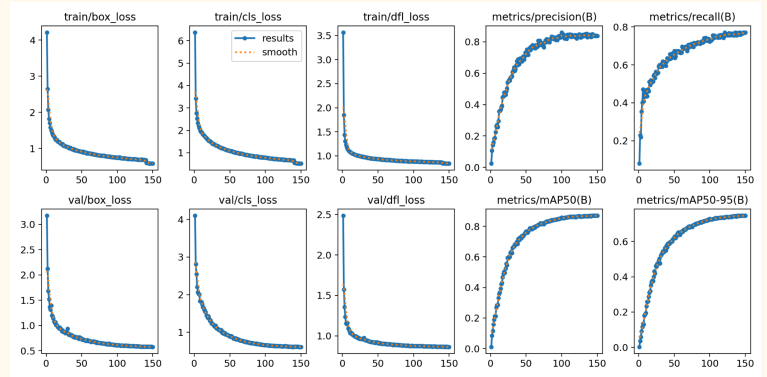 train/box_loss
train/cls_loss
train/dfl_loss
metrics/precision(B)
metrics/recall(B)
results
smooth
4
3
2
1
0 50 100 150
6
5
4
3
2
1
0 50 100 150
3.5
3.0
2.5
2.0
1.5
1.0
0 50 100 150
0.8
0.6
0.4
0.2
0.0
0 50 100 150
0.8
0.6
0.4
0.2
0 50 100 150
val/box_loss
val/cls_loss
val/dfl_loss
metrics/mAP50(B)
metrics/mAP50-95(B)
3.0
2.5
2.0
1.5
1.0
0.5
0 50 100 150
4
3
2
1
0 50 100 150
2.5
2.0
1.5
1.0
0 50 100 150
0.8
0.6
0.4
0.2
0.0
0 50 100 150
0.6
0.4
0.2
0.0
0 50 100 150